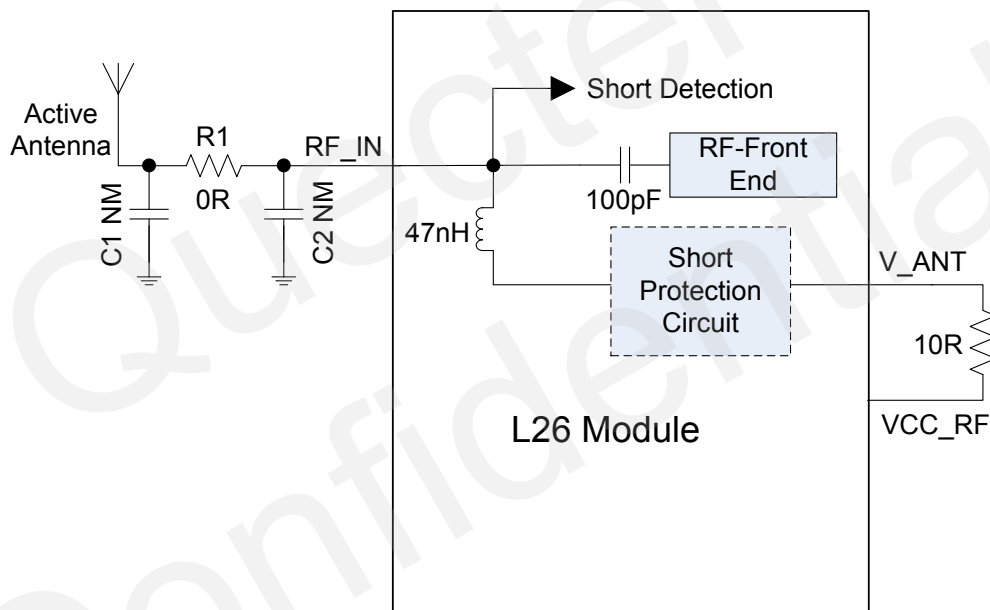 Short Detection
Active
Antenna
R1
RF_IN
RF-Front
End
0R
100pF
C1 NM
C2 NM
47nH
Short
Protection
Circuit
V_ANT
10R
L26 Module
VCC_RF
Quectel
Confidential